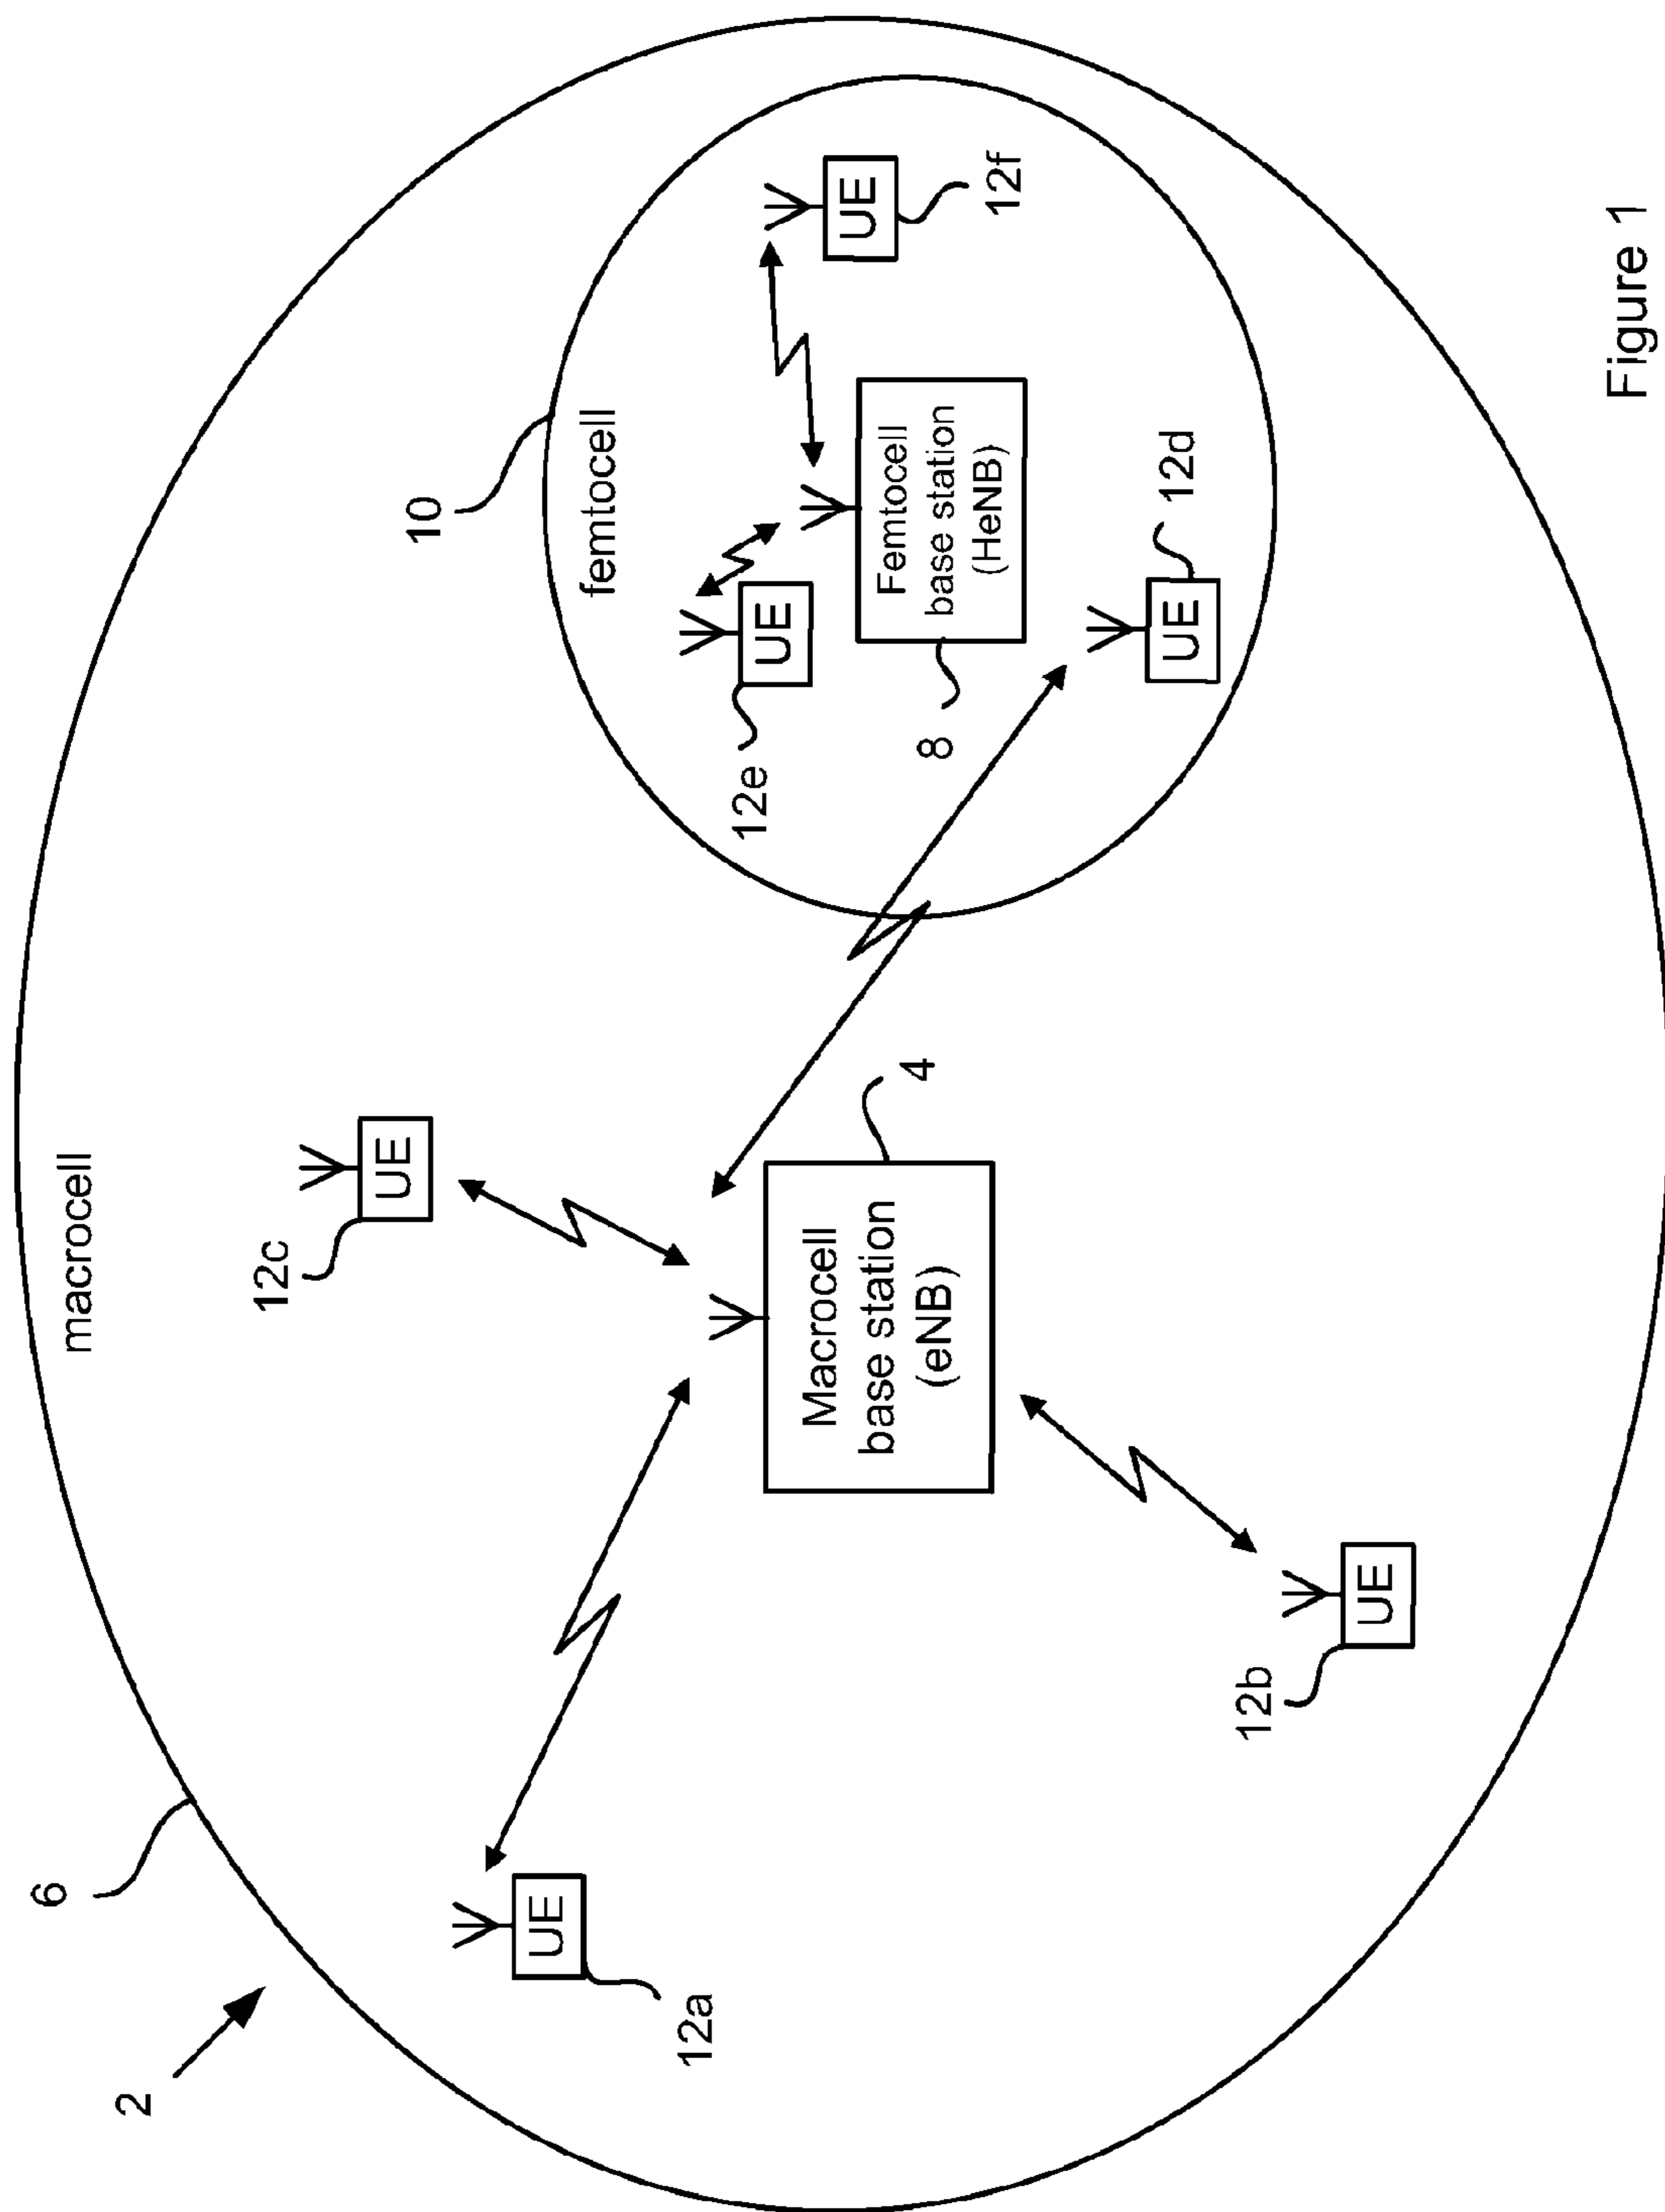 2
6
macrocell
10
femtocell
12c
UE
12a
UE
Macrocell
base station
(eNB)
4
12b
UE
12e
UE
12f
UE
8
Femtocell
base station
(HeNB)
12d
UE
Figure 1